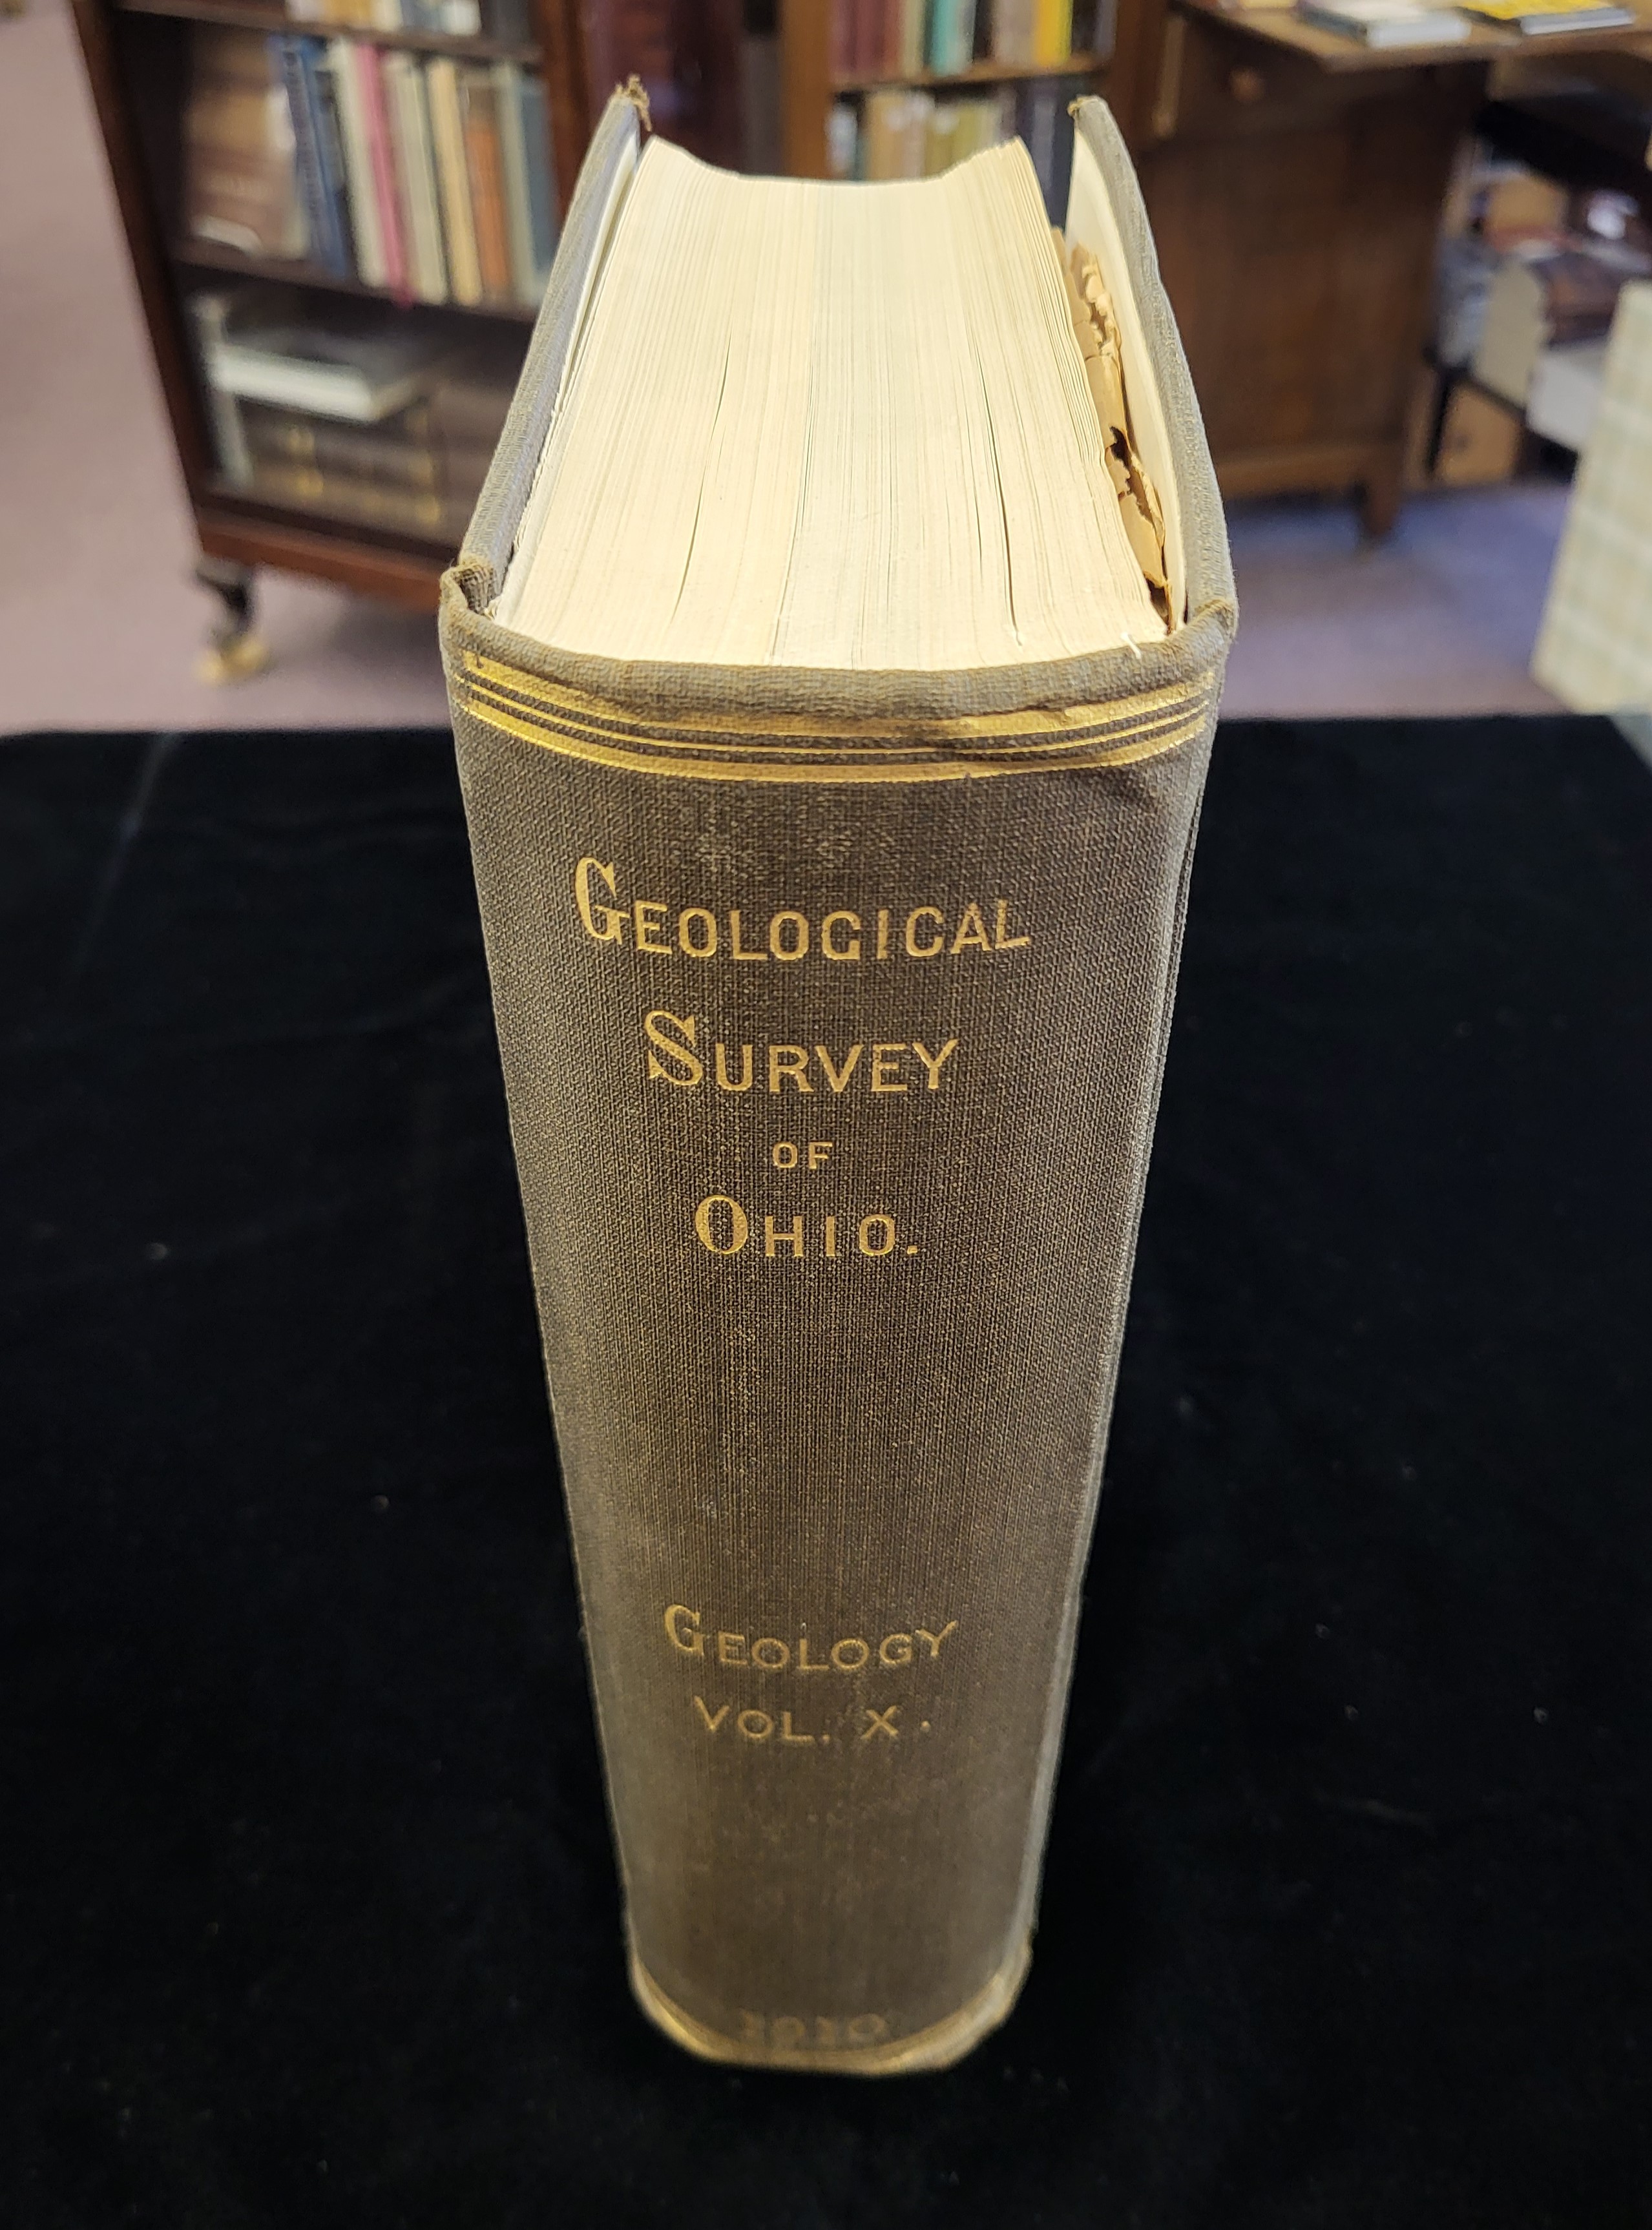 GEOLOGICAL
SURVEY
OF
OHIO.
GEOLOGY
VOL. X.